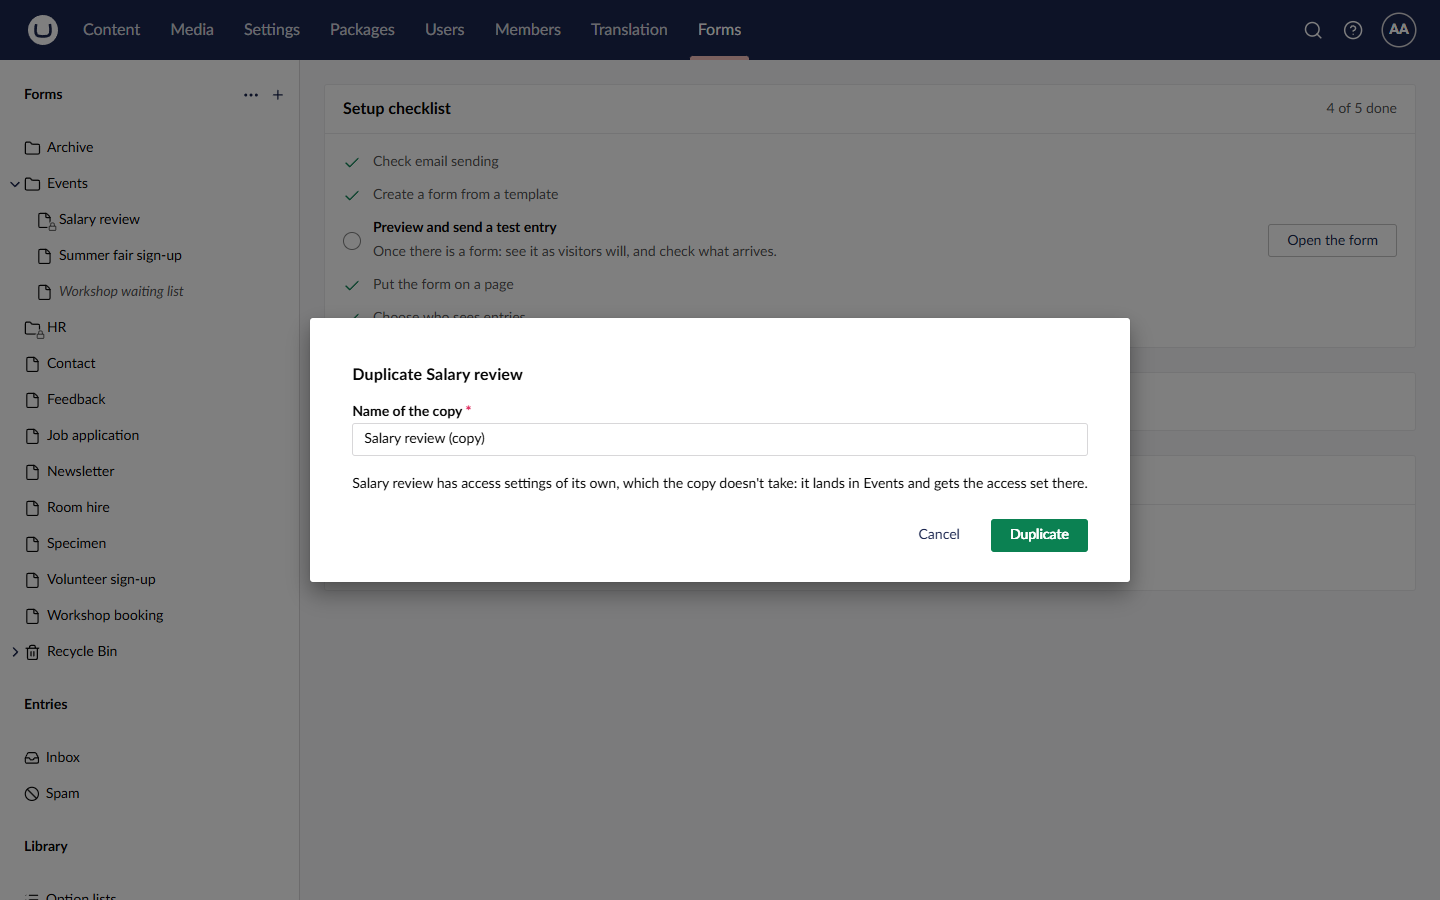 Content
Media
Settings
Packages
Users
Members
Translation
Forms
AA
Forms
Archive
Events
Salary review
Summer fair sign-up
Workshop waiting list
HR
Contact
Feedback
Job application
Newsletter
Room hire
Specimen
Volunteer sign-up
Workshop booking
Recycle Bin
Entries
Inbox
Spam
Library
Option lists
Setup checklist
4 of 5 done
Check email sending
Create a form from a template
Preview and send a test entry
Once there is a form: see it as visitors will, and check what arrives.
Open the form
Put the form on a page
Choose who sees entries
Duplicate Salary review
Name of the copy *
Salary review (copy)
Salary review has access settings of its own, which the copy doesn't take: it lands in Events and gets the access set there.
Cancel
Duplicate